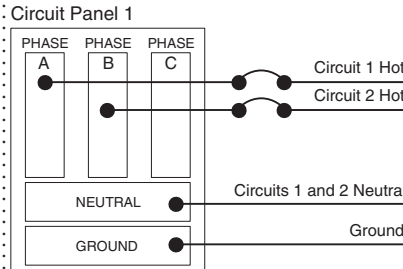 Circuit Panel 1
PHASE PHASE PHASE
A B C
Circuit 1 Hot
Circuit 2 Hot
NEUTRAL
Circuits 1 and 2 Neutra
GROUND
Ground